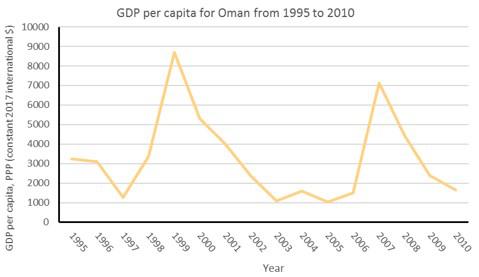 GDP per capita for Oman from 1995 to 2010
GDP per capita, PPP (constant 2017 international $)
10000
9000
8000
7000
6000
5000
4000
3000
2000
1000
0
1995 1996 1997 1998 1999 2000 2001 2002 2003 2004 2005 2006 2007 2008 2009 2010
Year